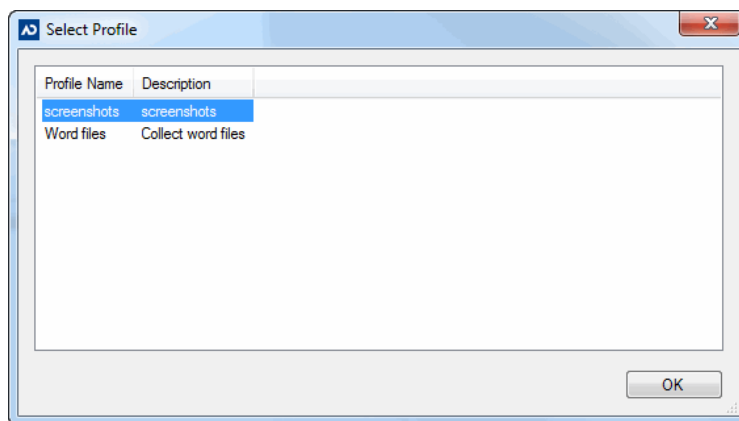 Select Profile
Profile Name Description
screenshots screenshots
Word files Collect word files
OK